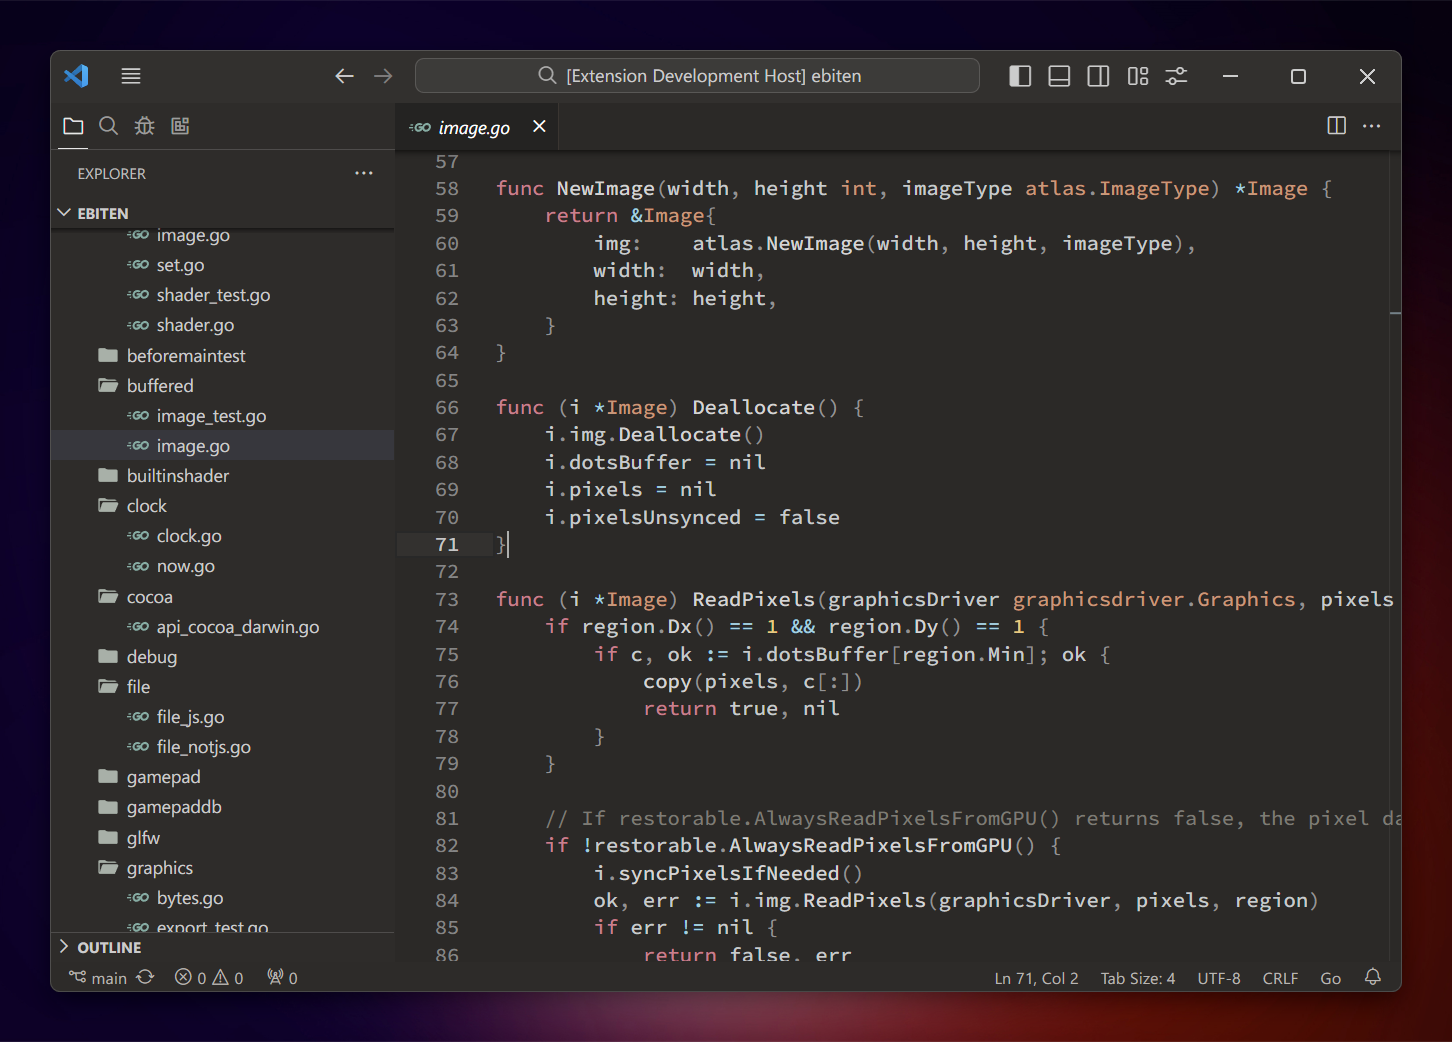 [Extension Development Host] ebiten
EXPLORER
EBITEN
image.go
set.go
shader_test.go
shader.go
beforemaintest
buffered
image_test.go
image.go
builtinshader
clock
clock.go
now.go
cocoa
api_cocoa_darwin.go
debug
file
file_js.go
file_notjs.go
gamepad
gamepaddb
glfw
graphics
bytes.go
export_test.go
OUTLINE
GO image.go
57
58 func NewImage(width, height int, imageType atlas.ImageType) *Image {
59     return &Image{
60         img:    atlas.NewImage(width, height, imageType),
61         width:  width,
62         height: height,
63     }
64 }
65
66 func (i *Image) Deallocate() {
67     i.img.Deallocate()
68     i.dotsBuffer = nil
69     i.pixels = nil
70     i.pixelsUnsynced = false
71 }
72
73 func (i *Image) ReadPixels(graphicsDriver graphicsdriver.Graphics, pixels
74     if region.Dx() == 1 && region.Dy() == 1 {
75         if c, ok := i.dotsBuffer[region.Min]; ok {
76             copy(pixels, c[:])
77             return true, nil
78         }
79     }
80
81     // If restorable.AlwaysReadPixelsFromGPU() returns false, the pixel da
82     if !restorable.AlwaysReadPixelsFromGPU() {
83         i.syncPixelsIfNeeded()
84         ok, err := i.img.ReadPixels(graphicsDriver, pixels, region)
85         if err != nil {
86             return false, err
main 0 0 0 Ln 71, Col 2 Tab Size: 4 UTF-8 CRLF Go